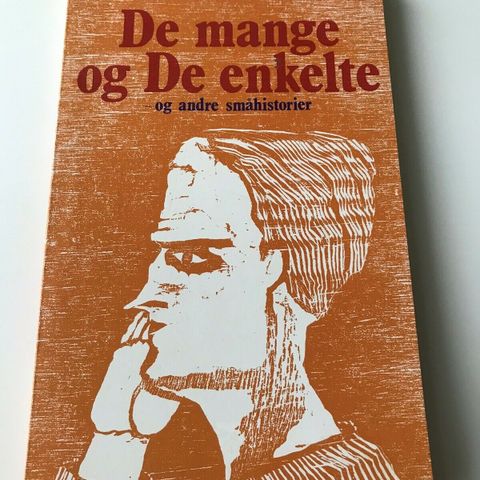 De mange
og De enkelte
- og andre småhistorier